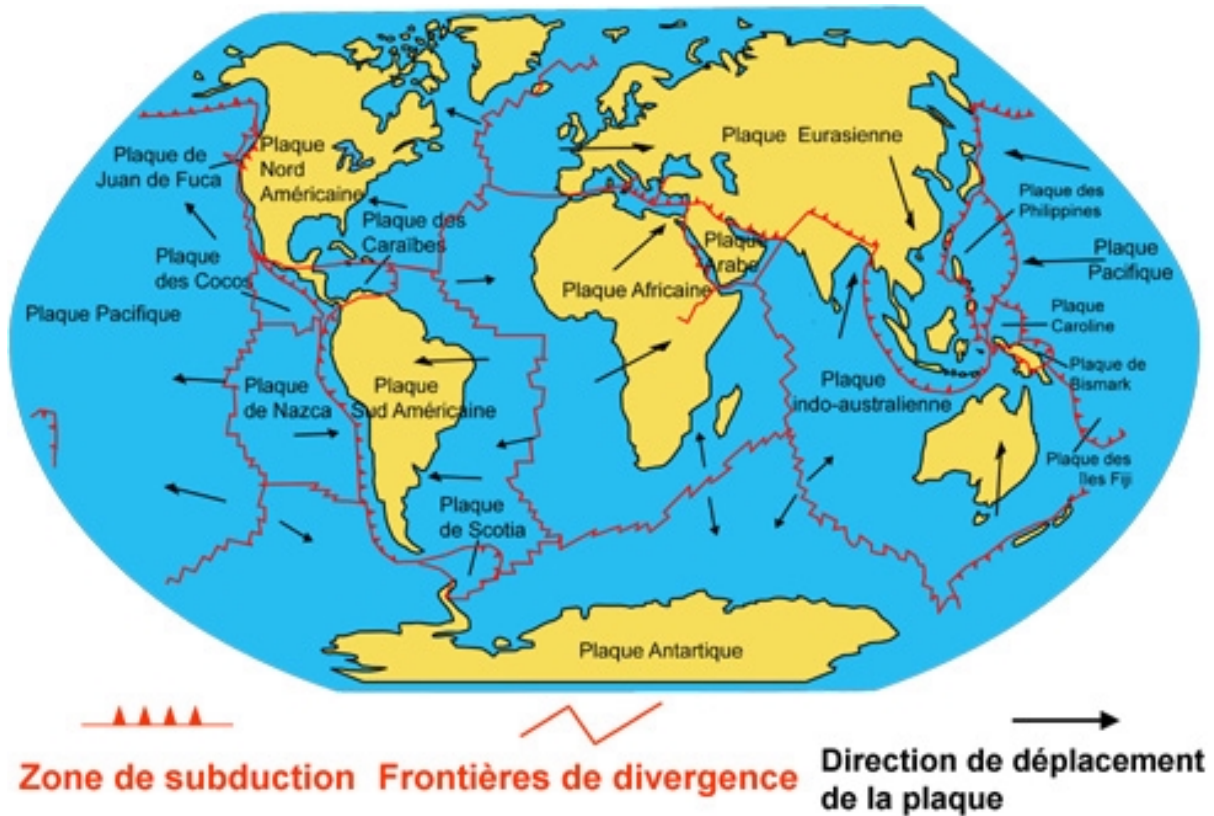 Plaque de
Juan de Fuca
Plaque
Nord
Américaine
Plaque Eurasienne
Plaque des
Philippines
Plaque des
Caraïbes
Plaque
des Cocos
Plaque
Arabe
Plaque
Pacifique
Plaque Africaine
Plaque Pacifique
Plaque
Caroline
Plaque de
Bismark
Plaque
de Nazca
Plaque
Sud Américaine
Plaque
indo-australienne
Plaque des
îles Fiji
Plaque
de Scotia
Plaque Antartique
Zone de subduction
Frontières de divergence
Direction de déplacement
de la plaque